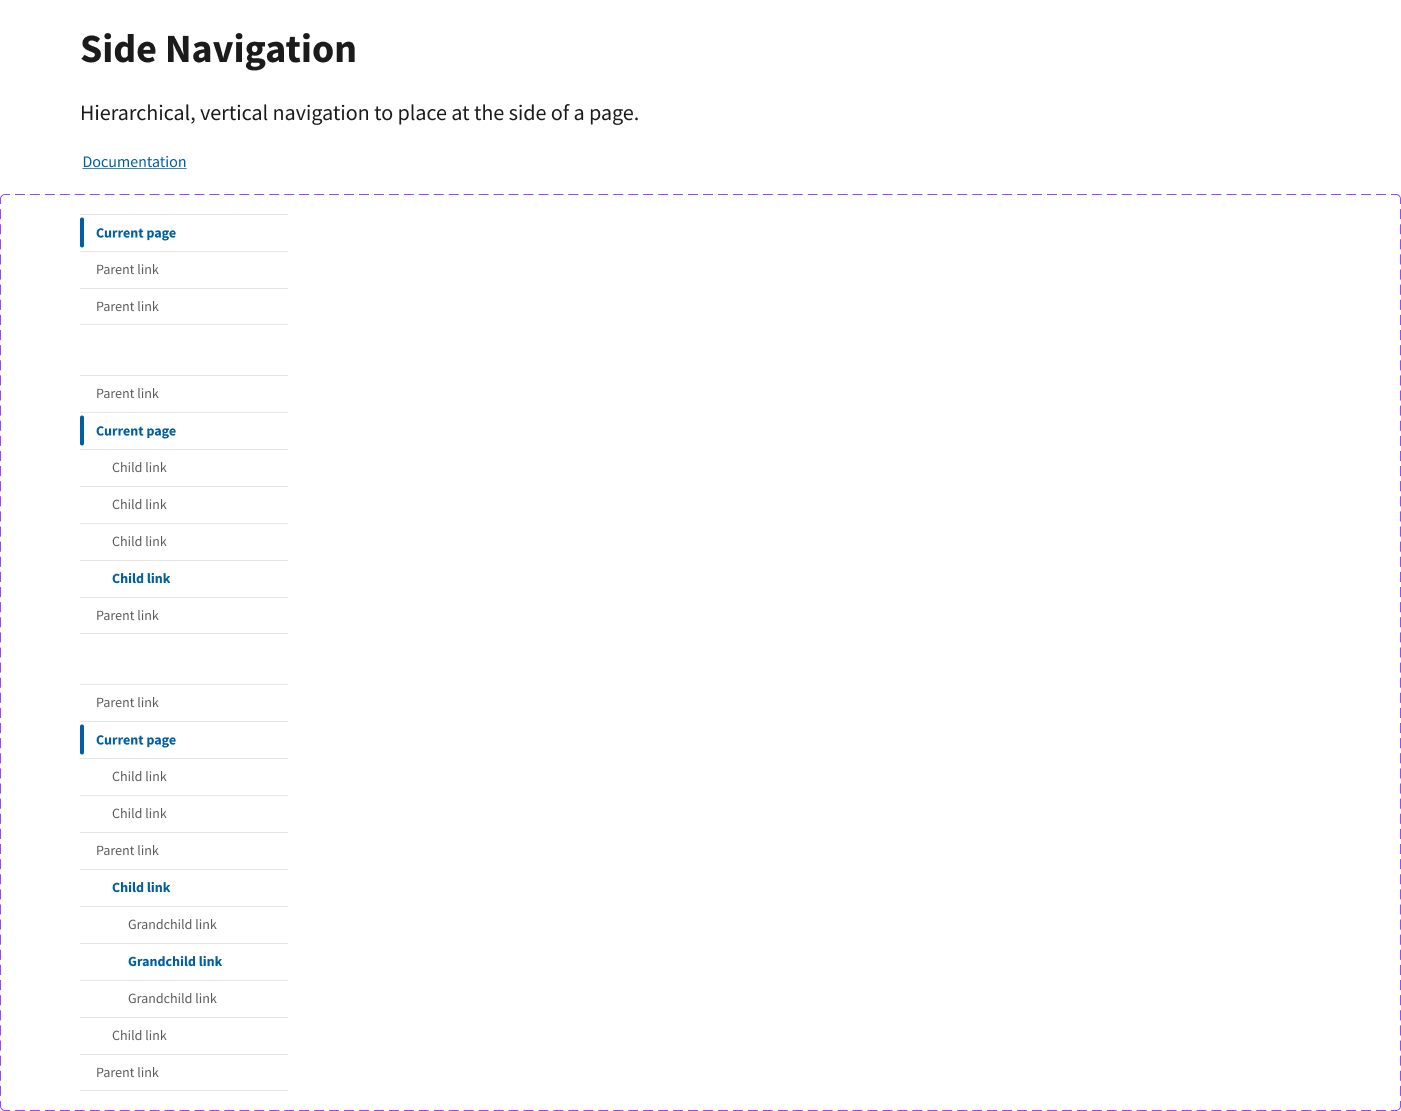 Side Navigation
Hierarchical, vertical navigation to place at the side of a page.
Documentation
Current page
Parent link
Parent link
Parent link
Current page
Child link
Child link
Child link
Child link
Parent link
Parent link
Current page
Child link
Child link
Parent link
Child link
Grandchild link
Grandchild link
Grandchild link
Child link
Parent link